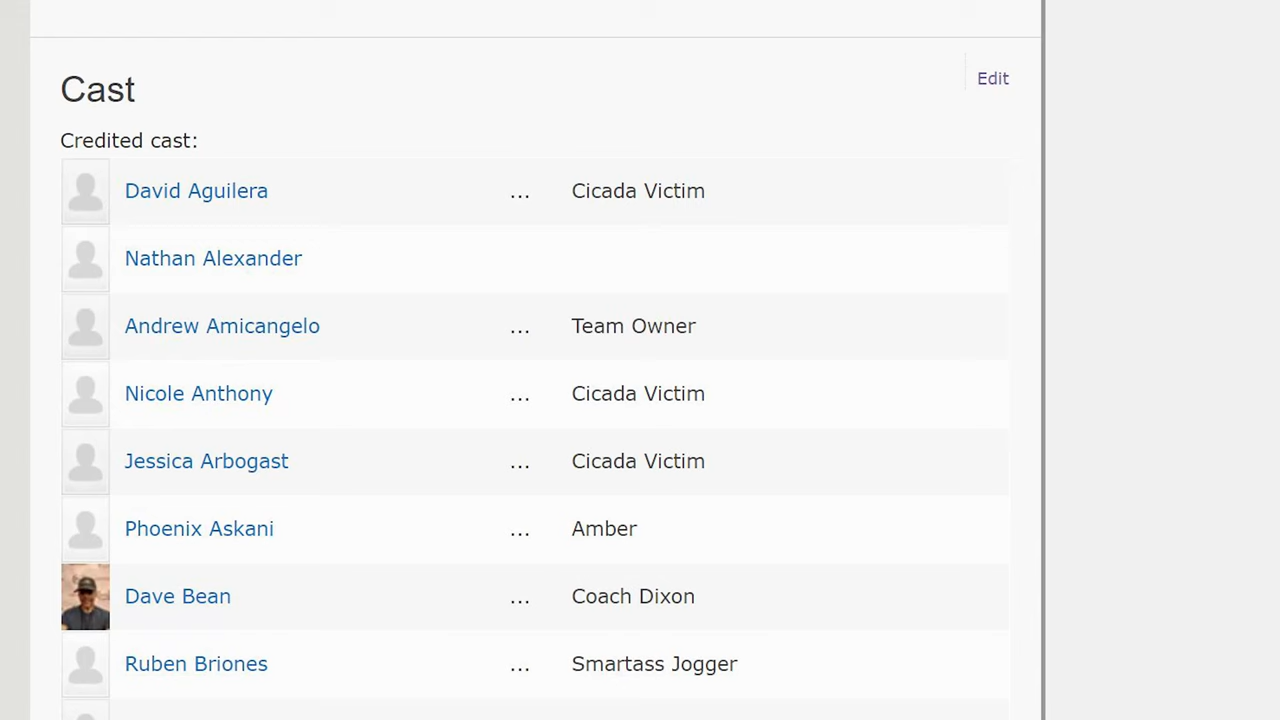 Cast
Edit
Credited cast:
David Aguilera ... Cicada Victim
Nathan Alexander
Andrew Amicangelo ... Team Owner
Nicole Anthony ... Cicada Victim
Jessica Arbogast ... Cicada Victim
Phoenix Askani ... Amber
Dave Bean ... Coach Dixon
Ruben Briones ... Smartass Jogger